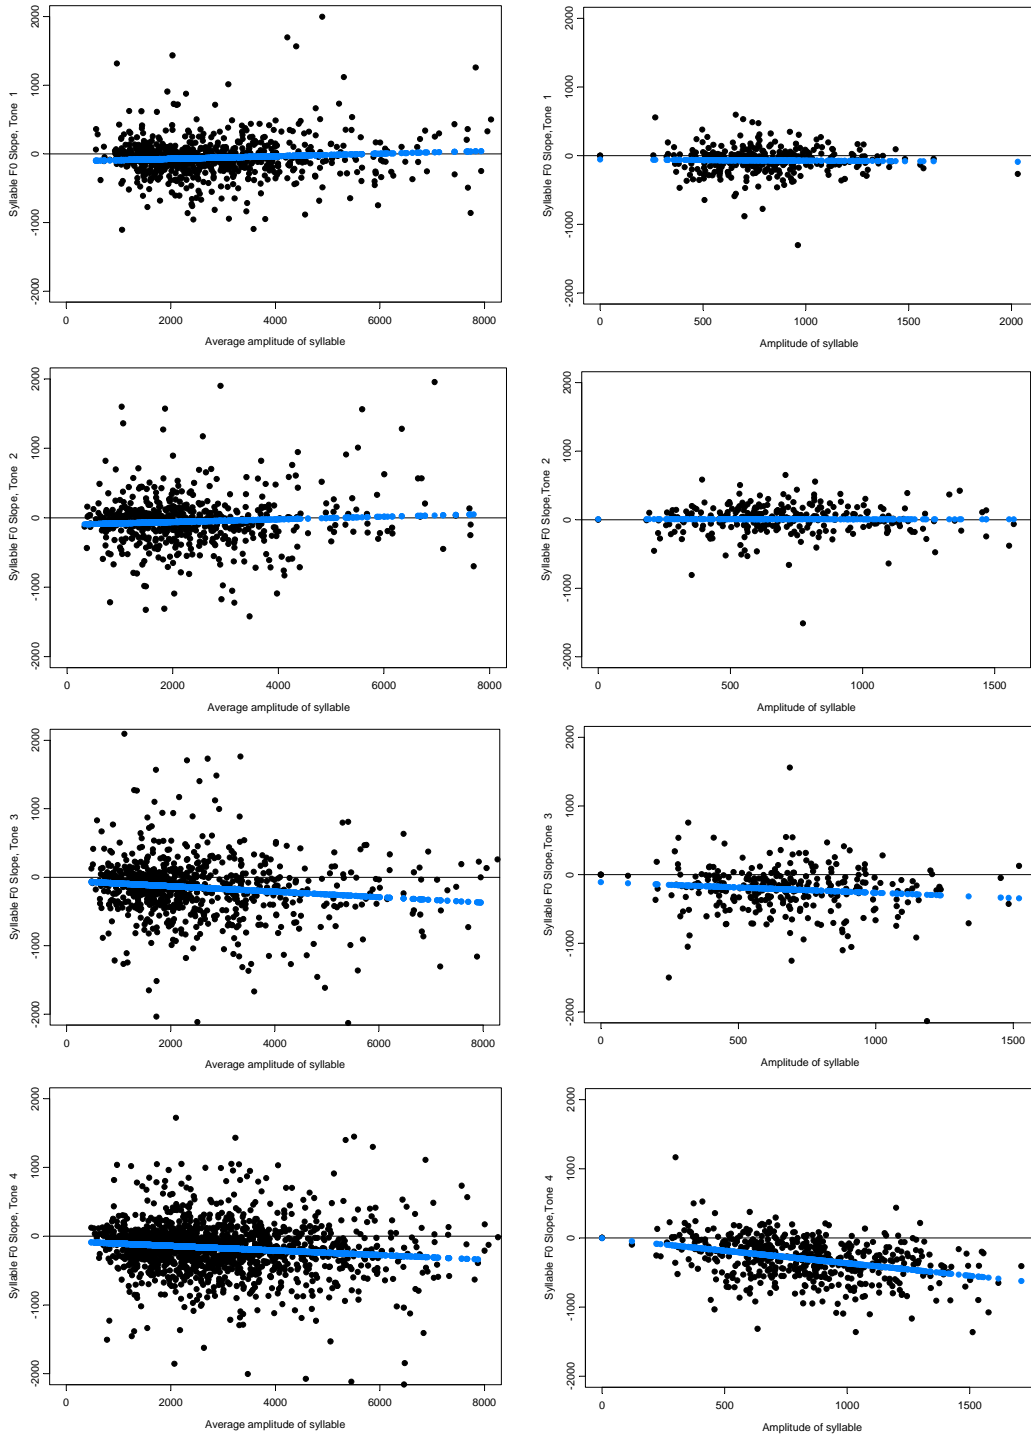 Syllable F0 Slope, Tone 1
2000
1000
0
-1000
-2000
0 2000 4000 6000 8000
Average amplitude of syllable
Syllable F0 Slope,Tone 1
2000
1000
0
-1000
-2000
0 500 1000 1500 2000
Amplitude of syllable
Syllable F0 Slope, Tone 2
2000
1000
0
-1000
-2000
0 2000 4000 6000 8000
Average amplitude of syllable
Syllable F0 Slope,Tone 2
2000
1000
0
-1000
-2000
0 500 1000 1500
Amplitude of syllable
Syllable F0 Slope, Tone 3
2000
1000
0
-1000
-2000
0 2000 4000 6000 8000
Average amplitude of syllable
Syllable F0 Slope,Tone 3
2000
1000
0
-1000
-2000
0 500 1000 1500
Amplitude of syllable
Syllable F0 Slope, Tone 4
2000
1000
0
-1000
-2000
0 2000 4000 6000 8000
Average amplitude of syllable
Syllable F0 Slope,Tone 4
2000
1000
0
-1000
-2000
0 500 1000 1500
Amplitude of syllable